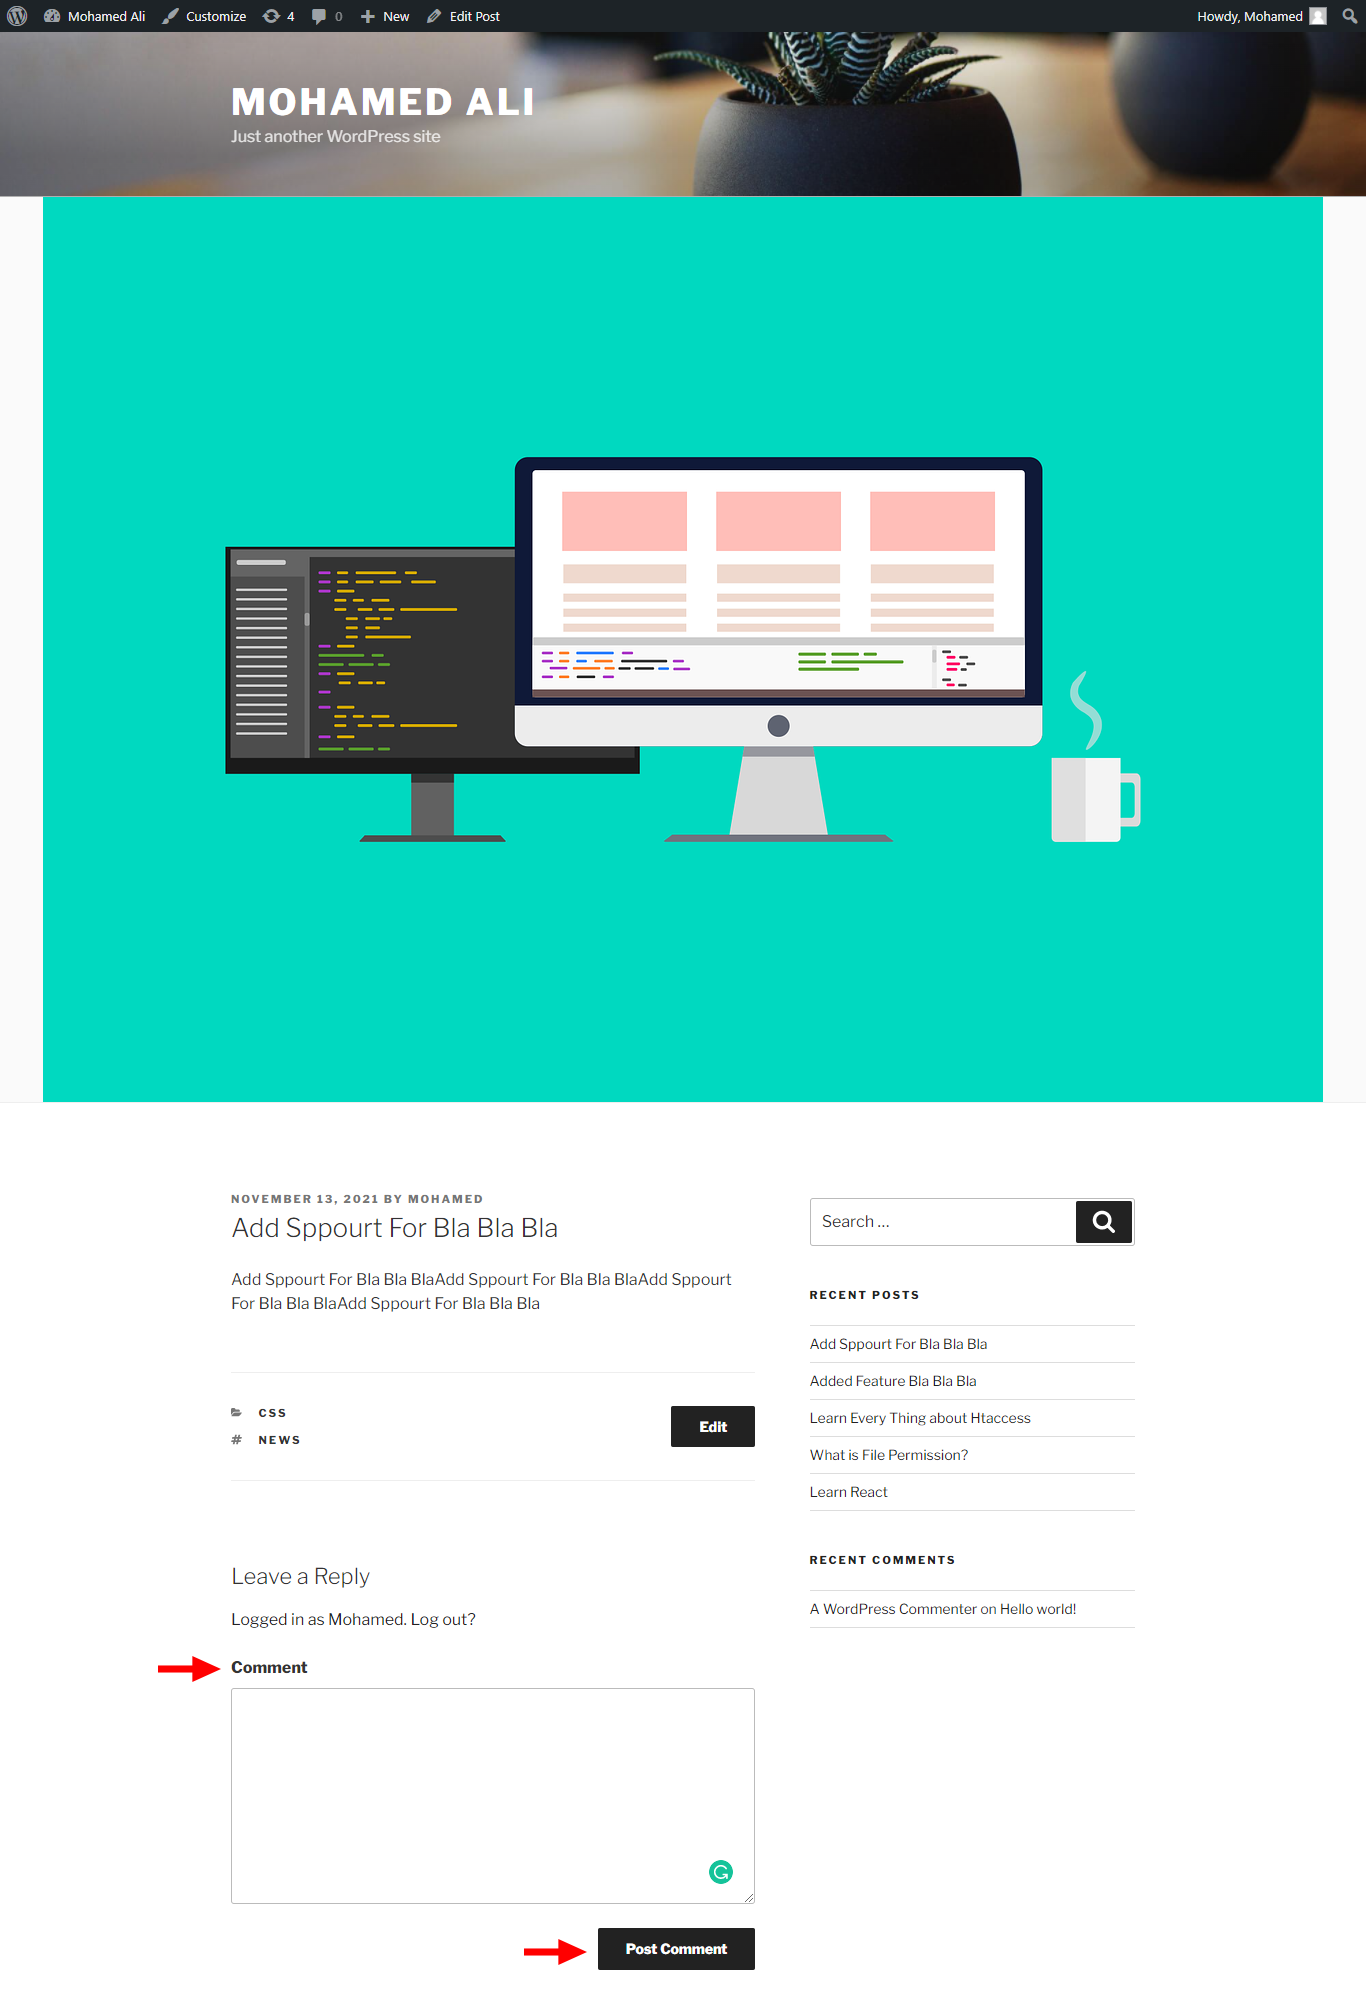 Mohamed Ali Customize 4 0 New Edit Post Howdy, Mohamed
MOHAMED ALI
Just another WordPress site
NOVEMBER 13, 2021 BY MOHAMED
Add Sppourt For Bla Bla Bla
Add Sppourt For Bla Bla BlaAdd Sppourt For Bla Bla BlaAdd Sppourt
For Bla Bla BlaAdd Sppourt For Bla Bla Bla
CSS
NEWS
Edit
Leave a Reply
Logged in as Mohamed. Log out?
Comment
Post Comment
Search …
RECENT POSTS
Add Sppourt For Bla Bla Bla
Added Feature Bla Bla Bla
Learn Every Thing about Htaccess
What is File Permission?
Learn React
RECENT COMMENTS
A WordPress Commenter on Hello world!